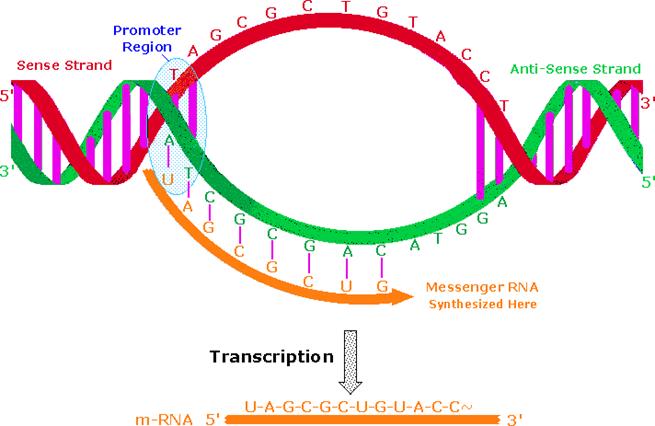 Promoter
Region
Sense Strand
Anti-Sense Strand
T A G C G C T G T A C C T
5'
3'
3'
5'
A T C G C G A C A T G G A
U A G C G C U G
Messenger RNA
Synthesized Here
Transcription
U-A-G-C-G-C-U-G-U-A-C-C~
m-RNA 5' 3'